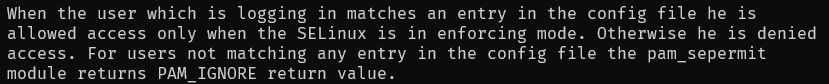 When the user which is logging in matches an entry in the config file he is
allowed access only when the SELinux is in enforcing mode. Otherwise he is denied
access. For users not matching any entry in the config file the pam_sepermit
module returns PAM_IGNORE return value.